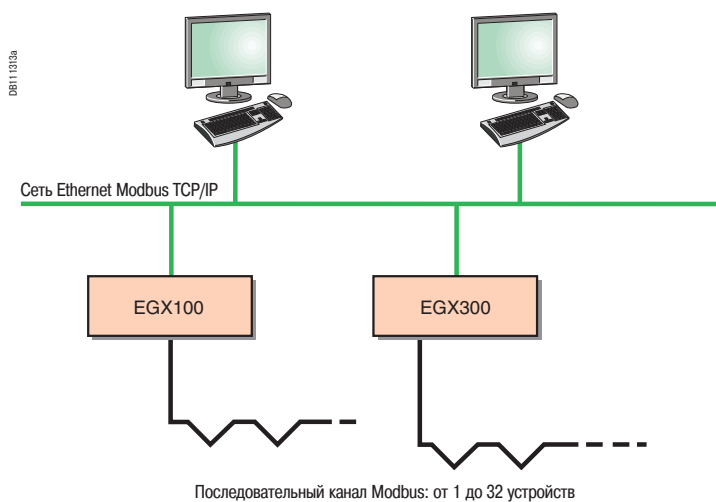 DB111313a
Сеть Ethernet Modbus TCP/IP
EGX100
EGX300
Последовательный канал Modbus: от 1 до 32 устройств